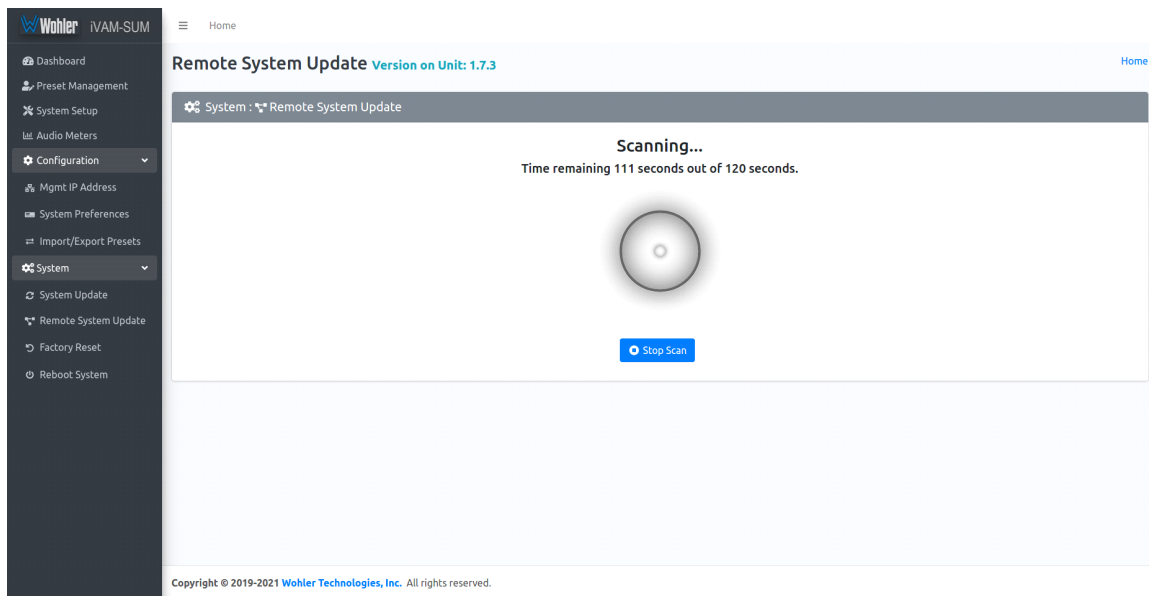 Wohler iVAM-SUM
Home
Dashboard
Preset Management
System Setup
Audio Meters
Configuration
Mgmt IP Address
System Preferences
Import/Export Presets
System
System Update
Remote System Update
Factory Reset
Reboot System
Remote System Update Version on Unit: 1.7.3
Home
System : Remote System Update
Scanning...
Time remaining 111 seconds out of 120 seconds.
Stop Scan
Copyright © 2019-2021 Wohler Technologies, Inc. All rights reserved.